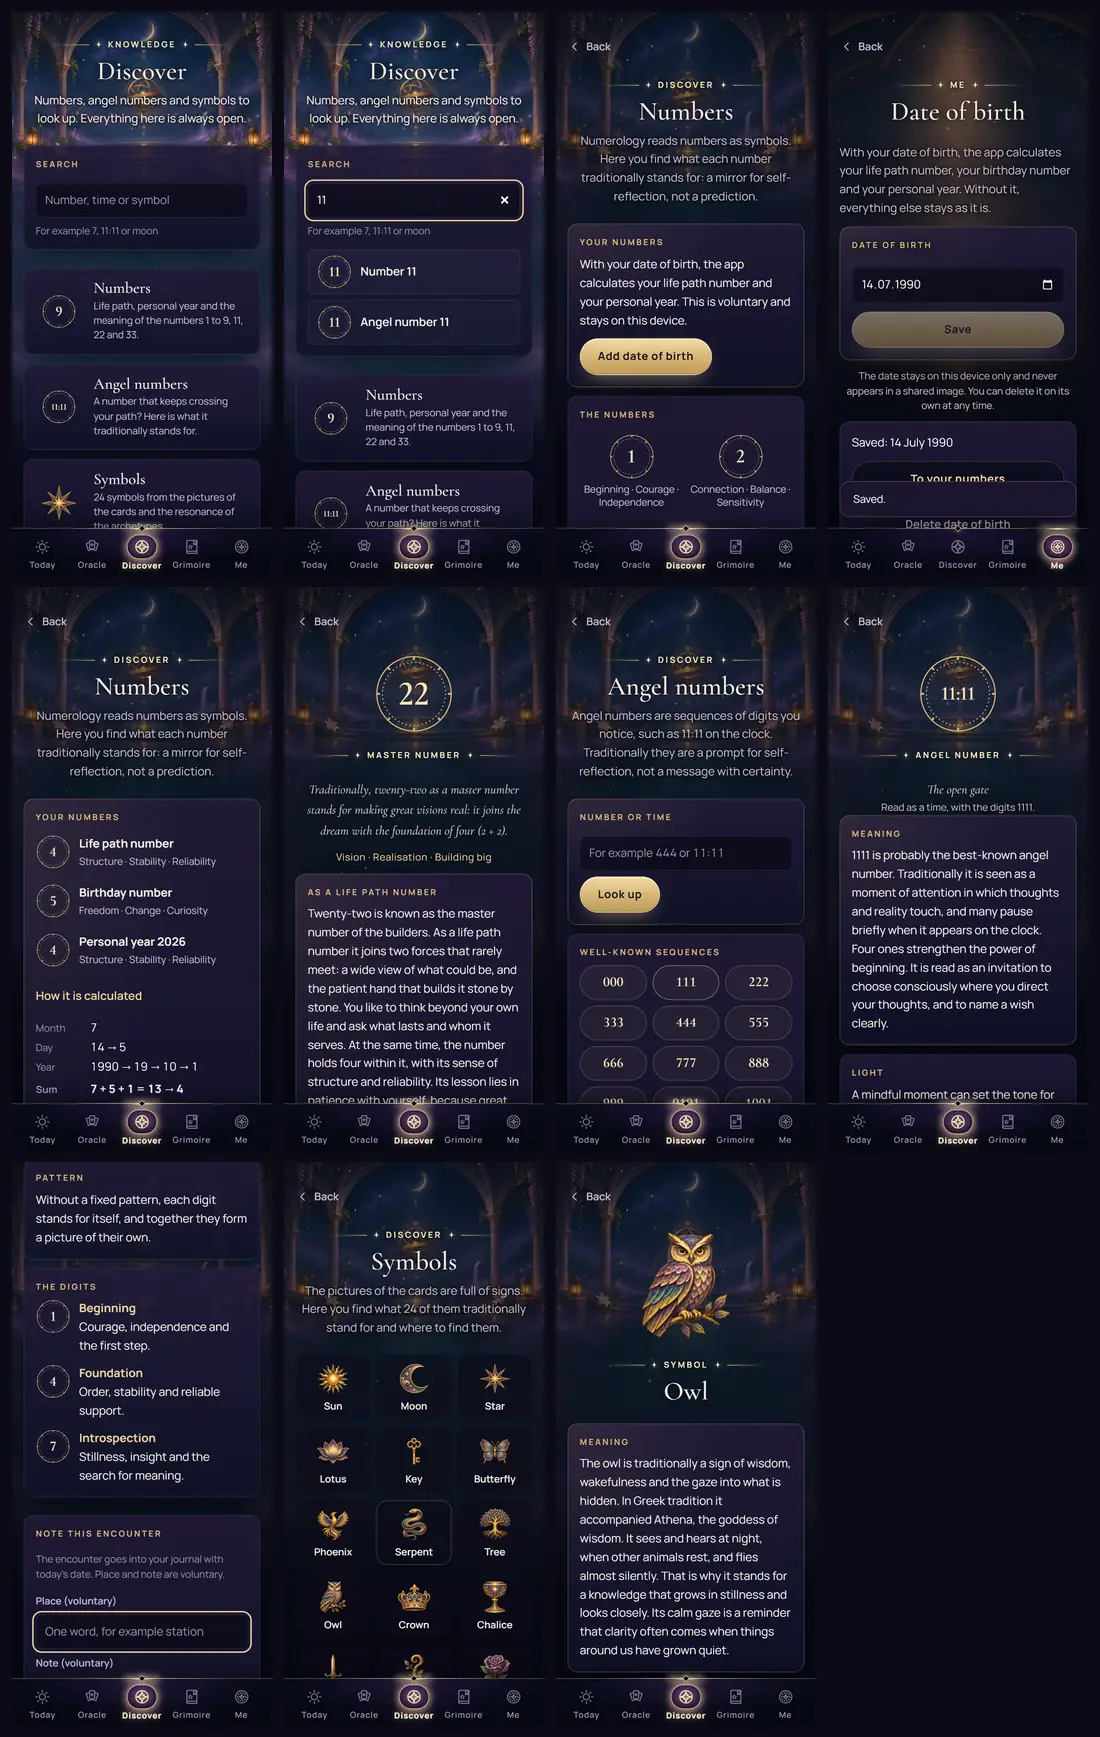 KNOWLEDGE
Discover
Numbers, angel numbers and symbols to
look up. Everything here is always open.
SEARCH
Number, time or symbol
For example 7, 11:11 or moon
9
Numbers
Life path, personal year and the
meaning of the numbers 1 to 9, 11,
22 and 33.
11:11
Angel numbers
A number that keeps crossing
your path? Here is what it
traditionally stands for.
Symbols
24 symbols from the pictures of
the cards and the resonance of
the archetypes.
Today
Oracle
Discover
Grimoire
Me
KNOWLEDGE
Discover
Numbers, angel numbers and symbols to
look up. Everything here is always open.
SEARCH
11
For example 7, 11:11 or moon
11
Number 11
11
Angel number 11
9
Numbers
Life path, personal year and the
meaning of the numbers 1 to 9, 11,
22 and 33.
11:11
Angel numbers
A number that keeps crossing
your path? Here is what it
Today
Oracle
Discover
Grimoire
Me
Back
DISCOVER
Numbers
Numerology reads numbers as symbols.
Here you find what each number
traditionally stands for: a mirror for self-
reflection, not a prediction.
YOUR NUMBERS
With your date of birth, the app
calculates your life path number and
your personal year. This is voluntary and
stays on this device.
Add date of birth
THE NUMBERS
1
Beginning · Courage ·
Independence
2
Connection · Balance ·
Sensitivity
Today
Oracle
Discover
Grimoire
Me
Back
ME
Date of birth
With your date of birth, the app calculates
your life path number, your birthday number
and your personal year. Without it,
everything else stays as it is.
DATE OF BIRTH
14.07.1990
Save
The date stays on this device only and never
appears in a shared image. You can delete it on its
own at any time.
Saved: 14 July 1990
To your numbers
Saved.
Delete date of birth
Today
Oracle
Discover
Grimoire
Me
Back
DISCOVER
Numbers
Numerology reads numbers as symbols.
Here you find what each number
traditionally stands for: a mirror for self-
reflection, not a prediction.
YOUR NUMBERS
4
Life path number
Structure · Stability · Reliability
5
Birthday number
Freedom · Change · Curiosity
4
Personal year 2026
Structure · Stability · Reliability
How it is calculated
Month 7
Day 14 → 5
Year 1990 → 19 → 10 → 1
Sum 7 + 5 + 1 = 13 → 4
Today
Oracle
Discover
Grimoire
Me
Back
22
MASTER NUMBER
Traditionally, twenty-two as a master number
stands for making great visions real: it joins the
dream with the foundation of four (2 + 2).
Vision · Realisation · Building big
AS A LIFE PATH NUMBER
Twenty-two is known as the master
number of the builders. As a life path
number it joins two forces that rarely
meet: a wide view of what could be, and
the patient hand that builds it stone by
stone. You like to think beyond your own
life and ask what lasts and whom it
serves. At the same time, the number
holds four within it, with its sense of
structure and reliability. Its lesson lies in
patience with yourself, because great
Today
Oracle
Discover
Grimoire
Me
Back
DISCOVER
Angel numbers
Angel numbers are sequences of digits you
notice, such as 11:11 on the clock.
Traditionally they are a prompt for self-
reflection, not a message with certainty.
NUMBER OR TIME
For example 444 or 11:11
Look up
WELL-KNOWN SEQUENCES
000
111
222
333
444
555
666
777
888
999
0101
1001
Today
Oracle
Discover
Grimoire
Me
Back
11:11
ANGEL NUMBER
The open gate
Read as a time, with the digits 1111.
MEANING
1111 is probably the best-known angel
number. Traditionally it is seen as a
moment of attention in which thoughts
and reality touch, and many pause
briefly when it appears on the clock.
Four ones strengthen the power of
beginning. It is read as an invitation to
choose consciously where you direct
your thoughts, and to name a wish
clearly.
LIGHT
A mindful moment can set the tone for
Today
Oracle
Discover
Grimoire
Me
PATTERN
Without a fixed pattern, each digit
stands for itself, and together they form
a picture of their own.
THE DIGITS
1
Beginning
Courage, independence and
the first step.
4
Foundation
Order, stability and reliable
support.
7
Introspection
Stillness, insight and the
search for meaning.
NOTE THIS ENCOUNTER
The encounter goes into your journal with
today's date. Place and note are voluntary.
Place (voluntary)
One word, for example station
Note (voluntary)
Today
Oracle
Discover
Grimoire
Me
Back
DISCOVER
Symbols
The pictures of the cards are full of signs.
Here you find what 24 of them traditionally
stand for and where to find them.
Sun
Moon
Star
Lotus
Key
Butterfly
Phoenix
Serpent
Tree
Owl
Crown
Chalice
Today
Oracle
Discover
Grimoire
Me
Back
SYMBOL
Owl
MEANING
The owl is traditionally a sign of wisdom,
wakefulness and the gaze into what is
hidden. In Greek tradition it
accompanied Athena, the goddess of
wisdom. It sees and hears at night,
when other animals rest, and flies
almost silently. That is why it stands for
a knowledge that grows in stillness and
looks closely. Its calm gaze is a reminder
that clarity often comes when things
around us have grown quiet.
Today
Oracle
Discover
Grimoire
Me